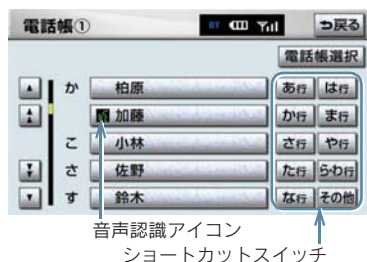 電話帳①
BT
戻る
電話帳選択
か 柏原 あ行 は行
加藤 か行 ま行
こ 小林 さ行 や行
さ 佐野 た行 ら・わ行
す 鈴木 な行 その他
音声認識アイコン
ショートカットスイッチ